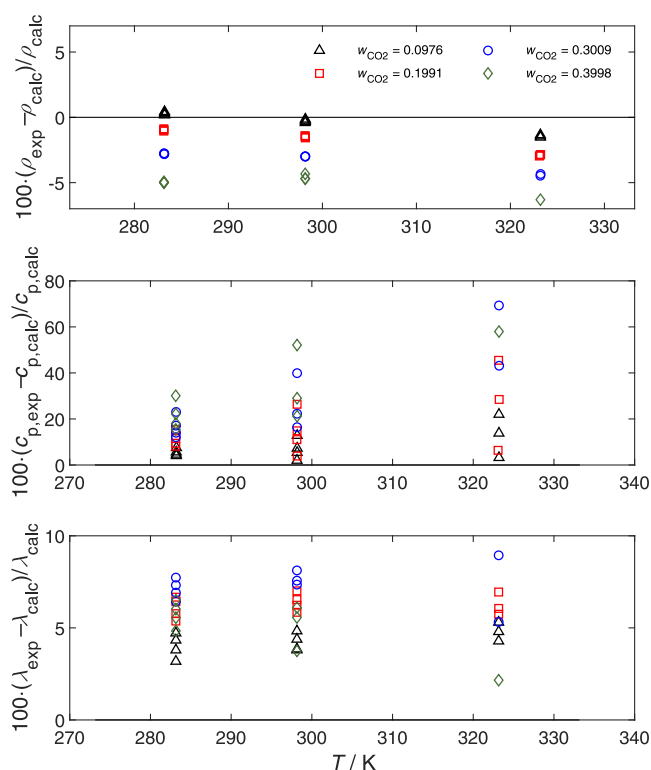 100·(ρexp−ρcalc)/ρcalc
5
0
-5
wCO2 = 0.0976
wCO2 = 0.3009
wCO2 = 0.1991
wCO2 = 0.3998
280 290 300 310 320 330
100·(cp,exp−cp,calc)/cp,calc
80
60
40
20
0
270 280 290 300 310 320 330 340
100·(λexp−λcalc)/λcalc
10
5
0
270 280 290 300 310 320 330 340
T / K